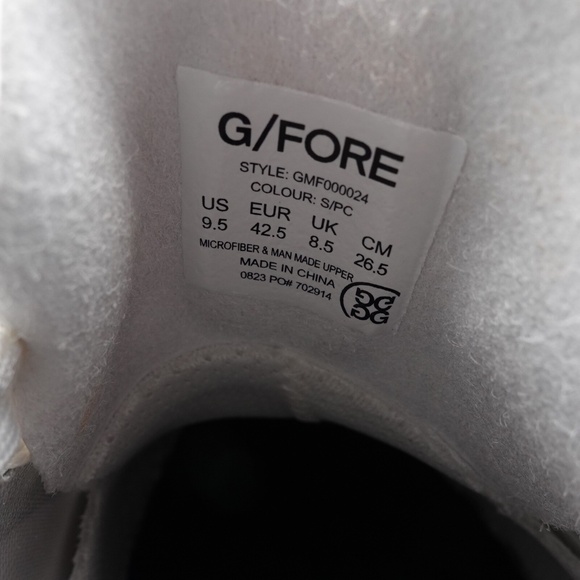 G/FORE
STYLE: GMF000024
COLOUR: S/PC
US EUR UK CM
9.5 42.5 8.5 26.5
MICROFIBER & MAN MADE UPPER
MADE IN CHINA
0823 PO# 702914